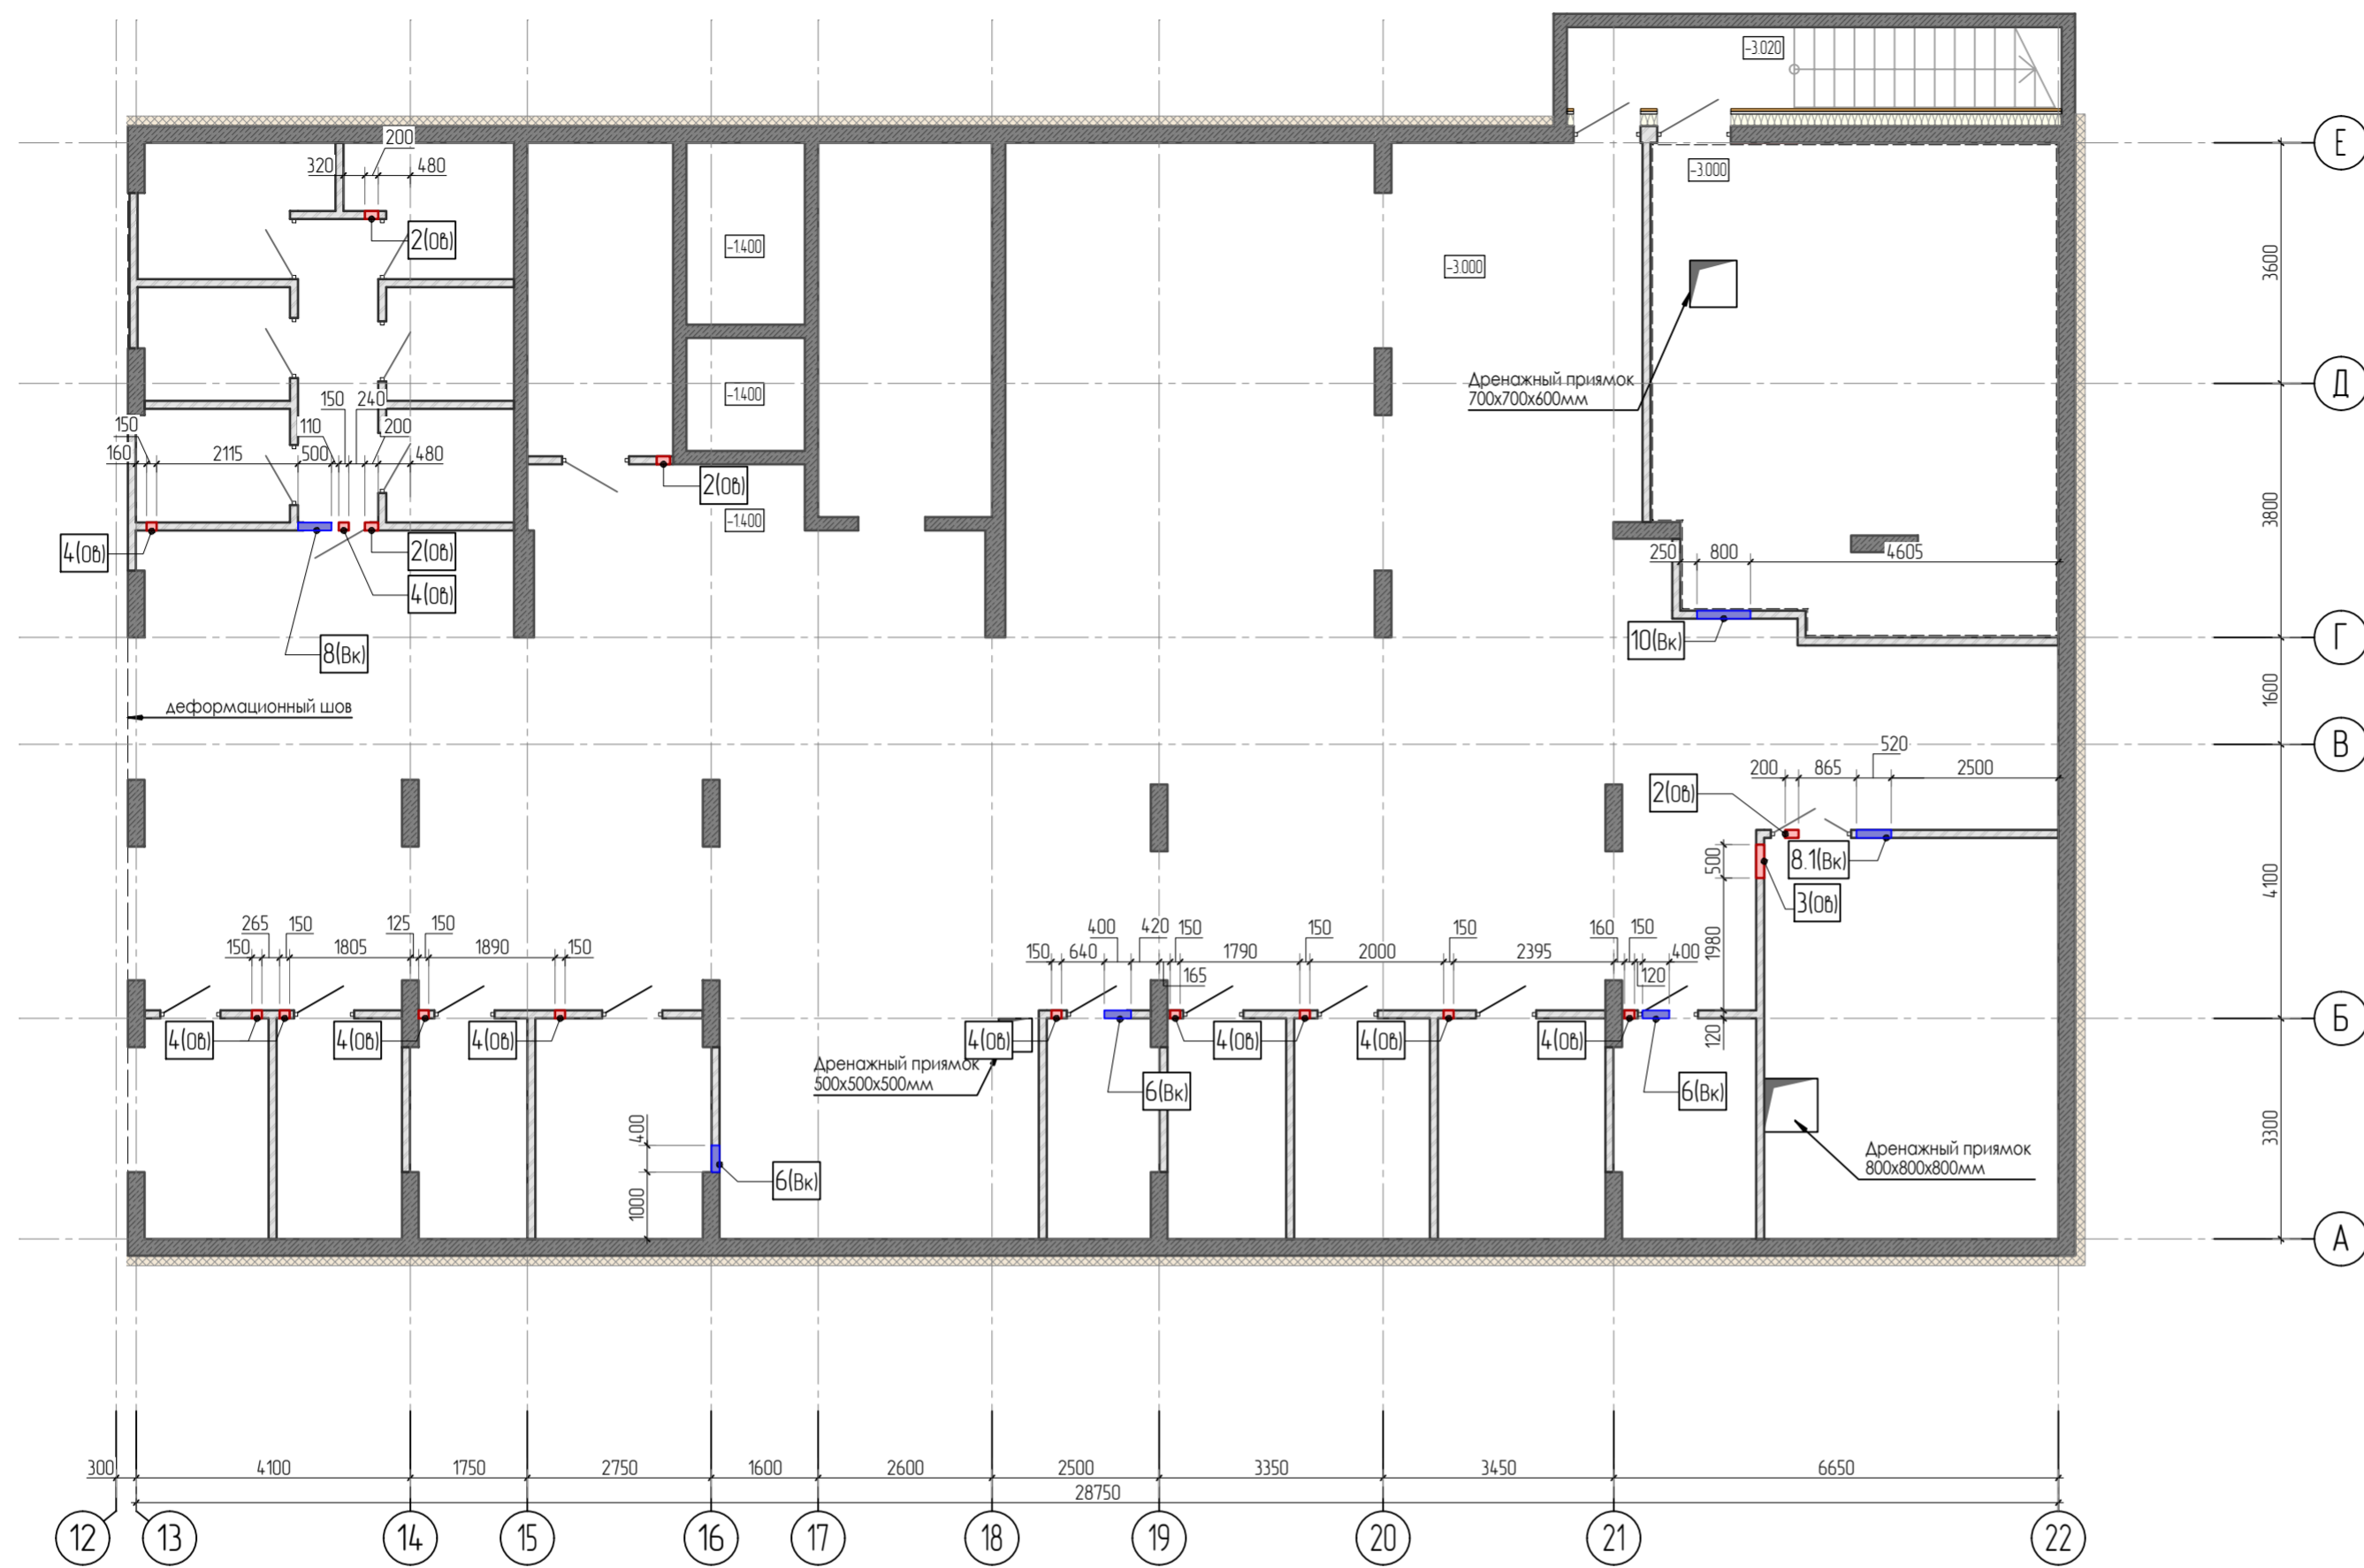 -3.020
Е
200
320
480
-3.000
2(Ов)
-1.400
-3.000
3600
Дренажный приямок
700х700х600мм
Д
-1.400
150
240
150
110
200
160
2115
500
480
2(Ов)
-1.400
3800
4(Ов)
2(Ов)
4(Ов)
250
800
4605
8(Вк)
10(Вк)
Г
деформационный шов
1600
В
520
200
865
2500
2(Ов)
8.1(Вк)
500
3(Ов)
4100
265
150
125
150
150
1805
1890
150
400
420
150
150
150
160
150
150
640
1790
2000
2395
400
165
120
1980
Б
4(Ов)
4(Ов)
4(Ов)
4(Ов)
4(Ов)
4(Ов)
4(Ов)
120
Дренажный приямок
500х500х500мм
6(Вк)
6(Вк)
400
3300
Дренажный приямок
800х800х800мм
6(Вк)
1000
А
300
4100
1750
2750
1600
2600
2500
3350
3450
6650
28750
12
13
14
15
16
17
18
19
20
21
22